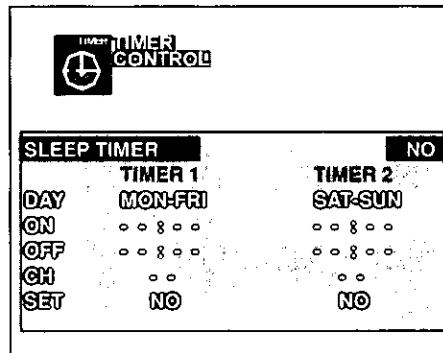 TIMER
TIMER
CONTROL
SLEEP TIMER NO
TIMER 1 TIMER 2
DAY MON-FRI SAT-SUN
ON --:-- --:--
OFF --:-- --:--
CH -- --
SET NO NO